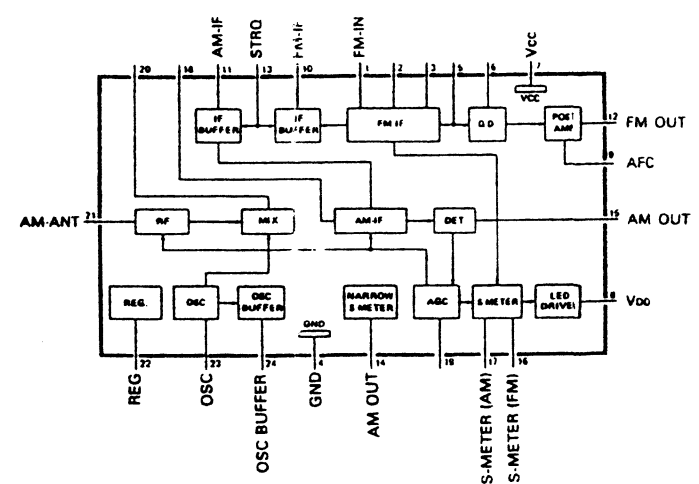 AM-IF
STRQ
FM-IF
FM-IN
VCC
20
18
11
13
10
1
2
3
5
6
7
VCC
IF BUFFER
IF BUFFER
FM IF
Q.D
POST AMP
12
FM OUT
9
AFC
AM-ANT
21
RF
MIX
AM-IF
DET
15
AM OUT
REG.
OSC
OSC BUFFER
GND
NARROW S METER
AGC
S METER
LED DRIVE
8
VDD
22
23
24
4
14
19
17
16
REG
OSC
OSC BUFFER
GND
AM OUT
S-METER (AM)
S-METER (FM)